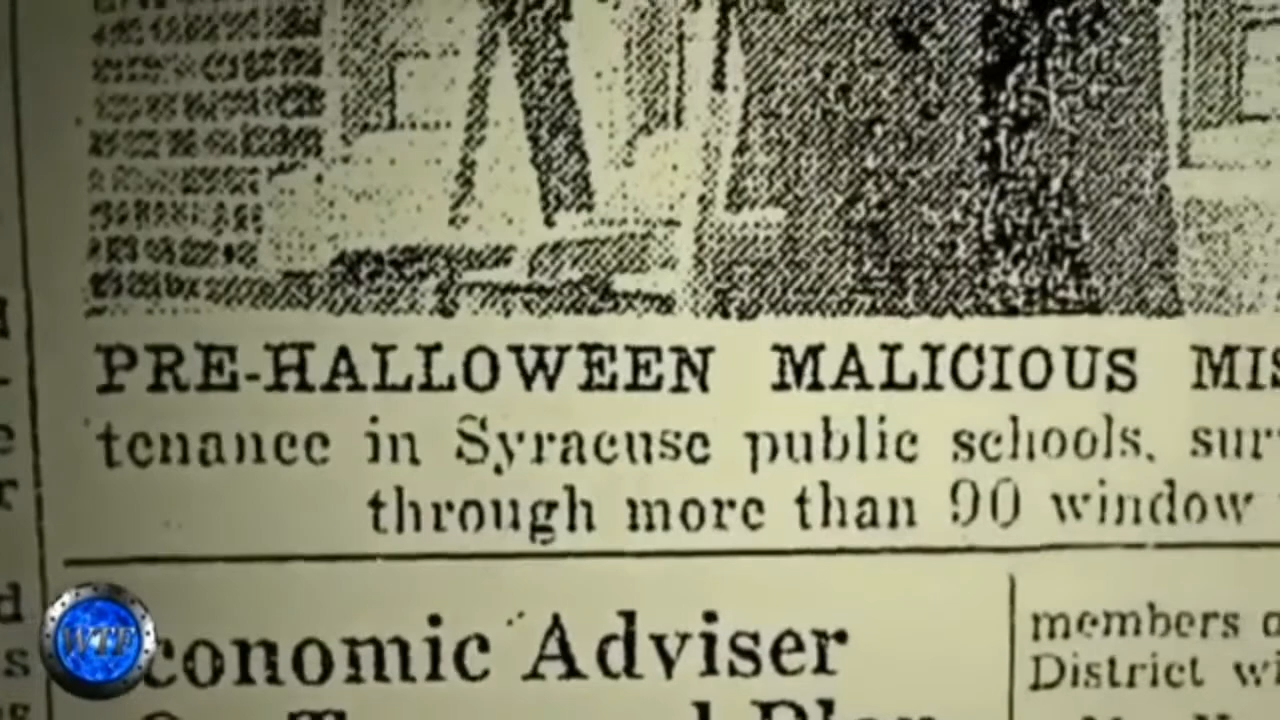 PRE-HALLOWEEN MALICIOUS MIS
tenance in Syracuse public schools, sur
through more than 90 window
conomic Adviser
members
District wi
WTF